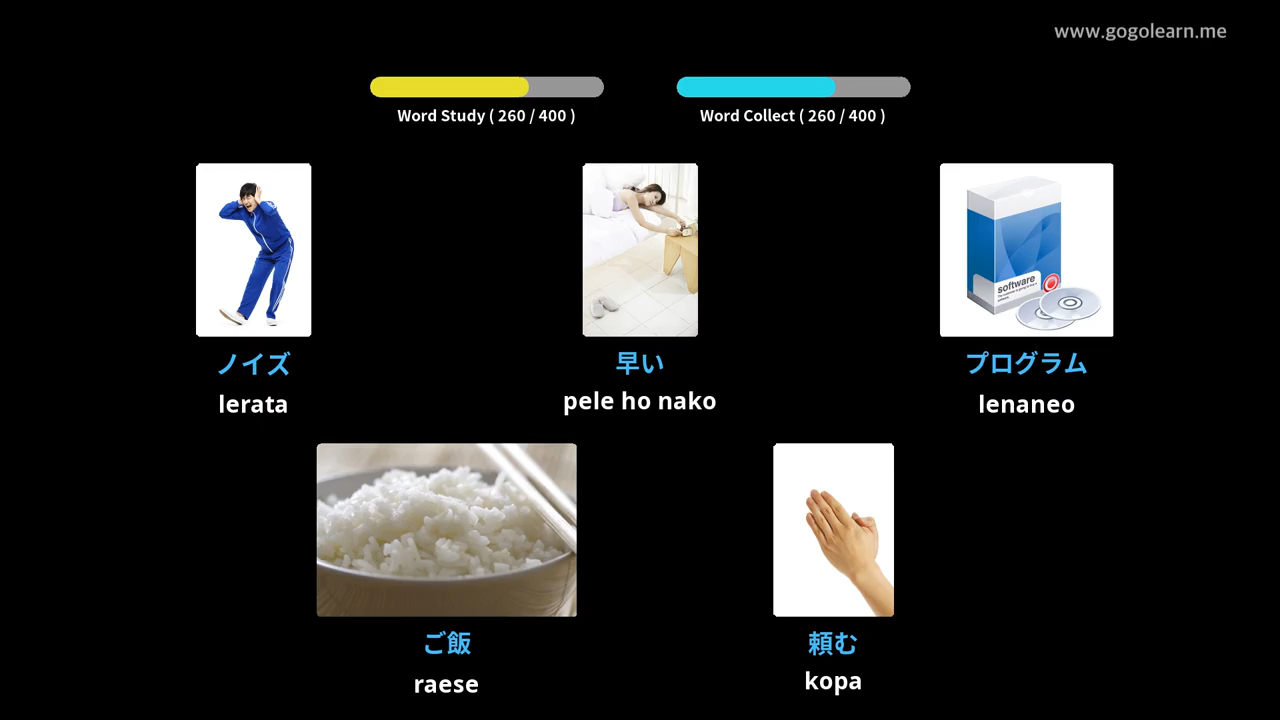 www.gogolearn.me
Word Study ( 260 / 400 )
Word Collect ( 260 / 400 )
software
ノイズ
lerata
早い
pele ho nako
プログラム
lenaneo
ご飯
raese
頼む
kopa